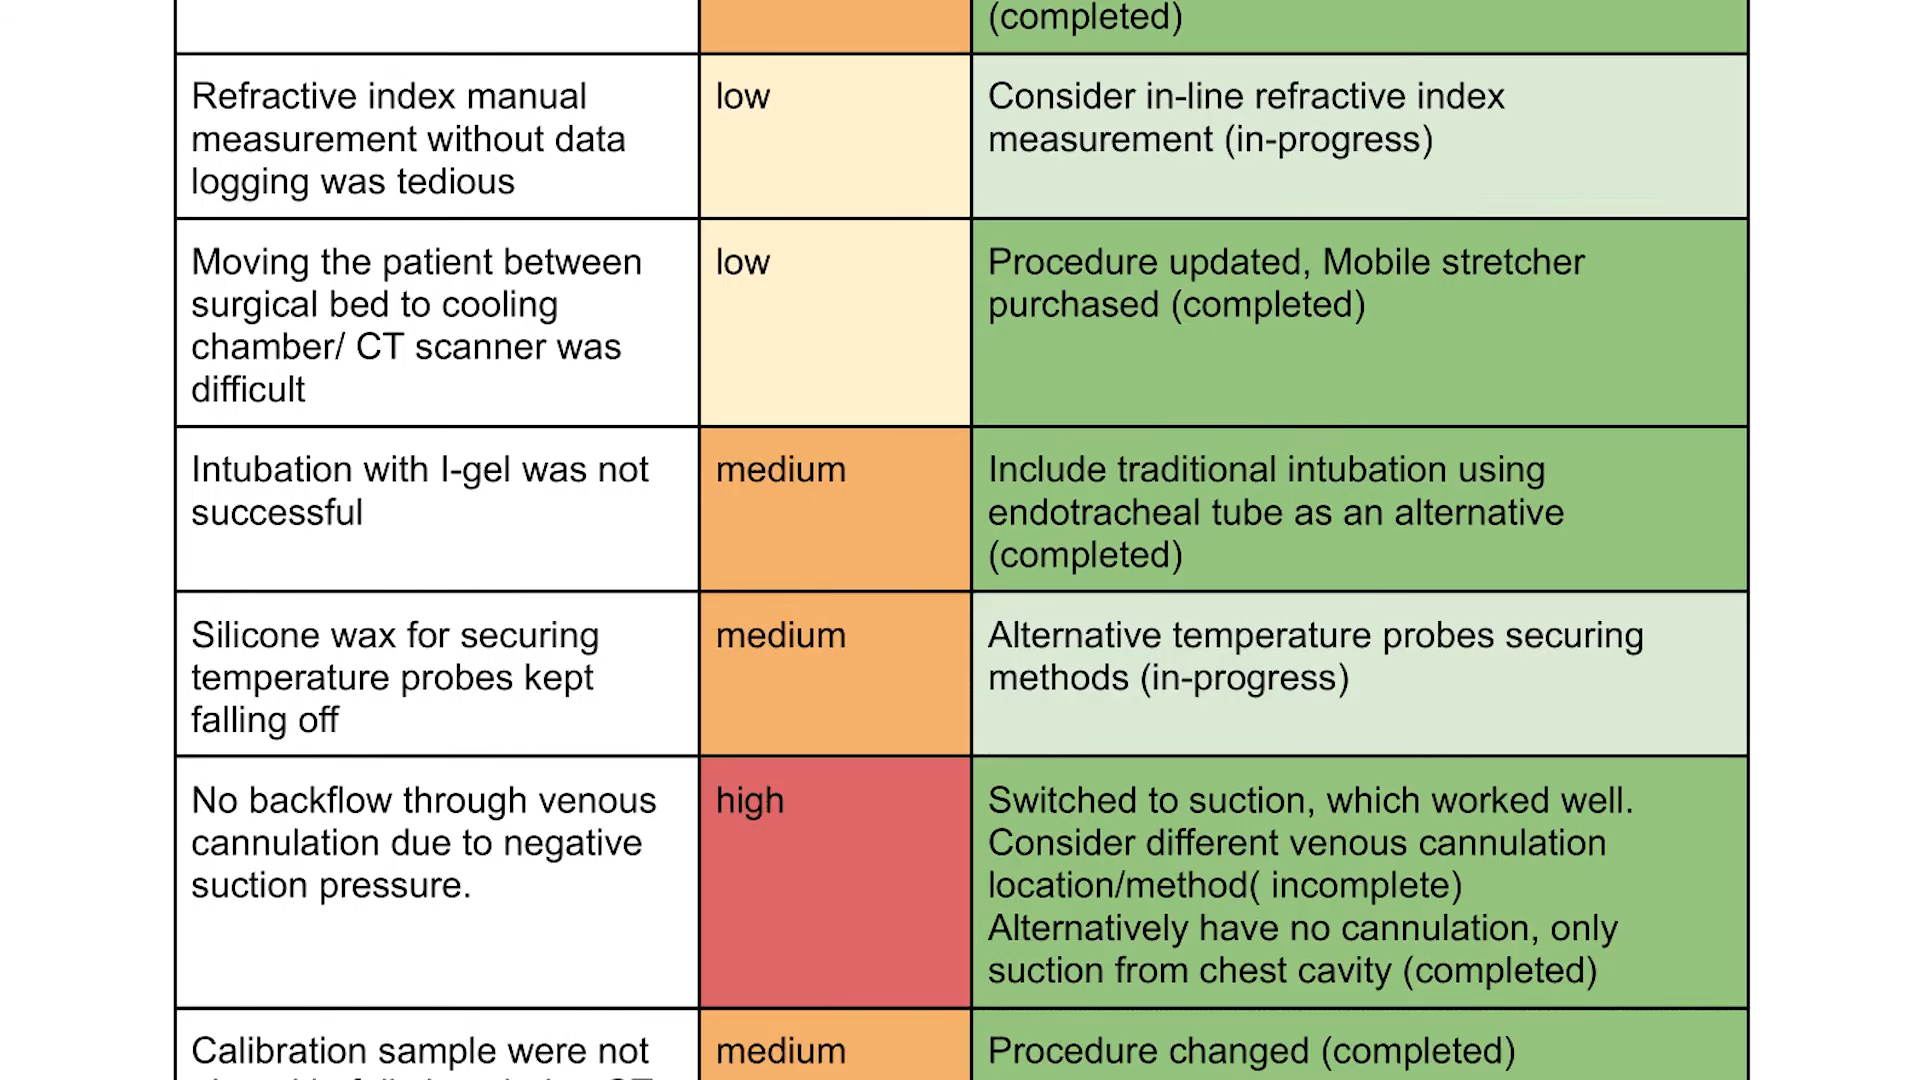 (completed)
Refractive index manual
measurement without data
logging was tedious
low
Consider in-line refractive index
measurement (in-progress)
Moving the patient between
surgical bed to cooling
chamber/ CT scanner was
difficult
low
Procedure updated, Mobile stretcher
purchased (completed)
Intubation with I-gel was not
successful
medium
Include traditional intubation using
endotracheal tube as an alternative
(completed)
Silicone wax for securing
temperature probes kept
falling off
medium
Alternative temperature probes securing
methods (in-progress)
No backflow through venous
cannulation due to negative
suction pressure.
high
Switched to suction, which worked well.
Consider different venous cannulation
location/method( incomplete)
Alternatively have no cannulation, only
suction from chest cavity (completed)
Calibration sample were not
medium
Procedure changed (completed)